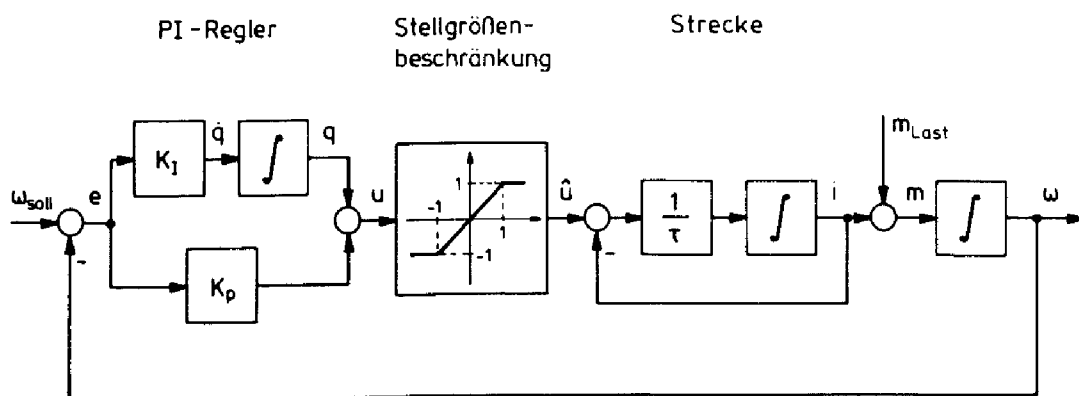 PI - Regler
Stellgrößen-
beschränkung
Strecke
ω_soll
e
K_I
q̇
∫
q
K_p
-
u
1
-1
1
-1
û
-
1
τ
∫
i
m_Last
m
∫
ω